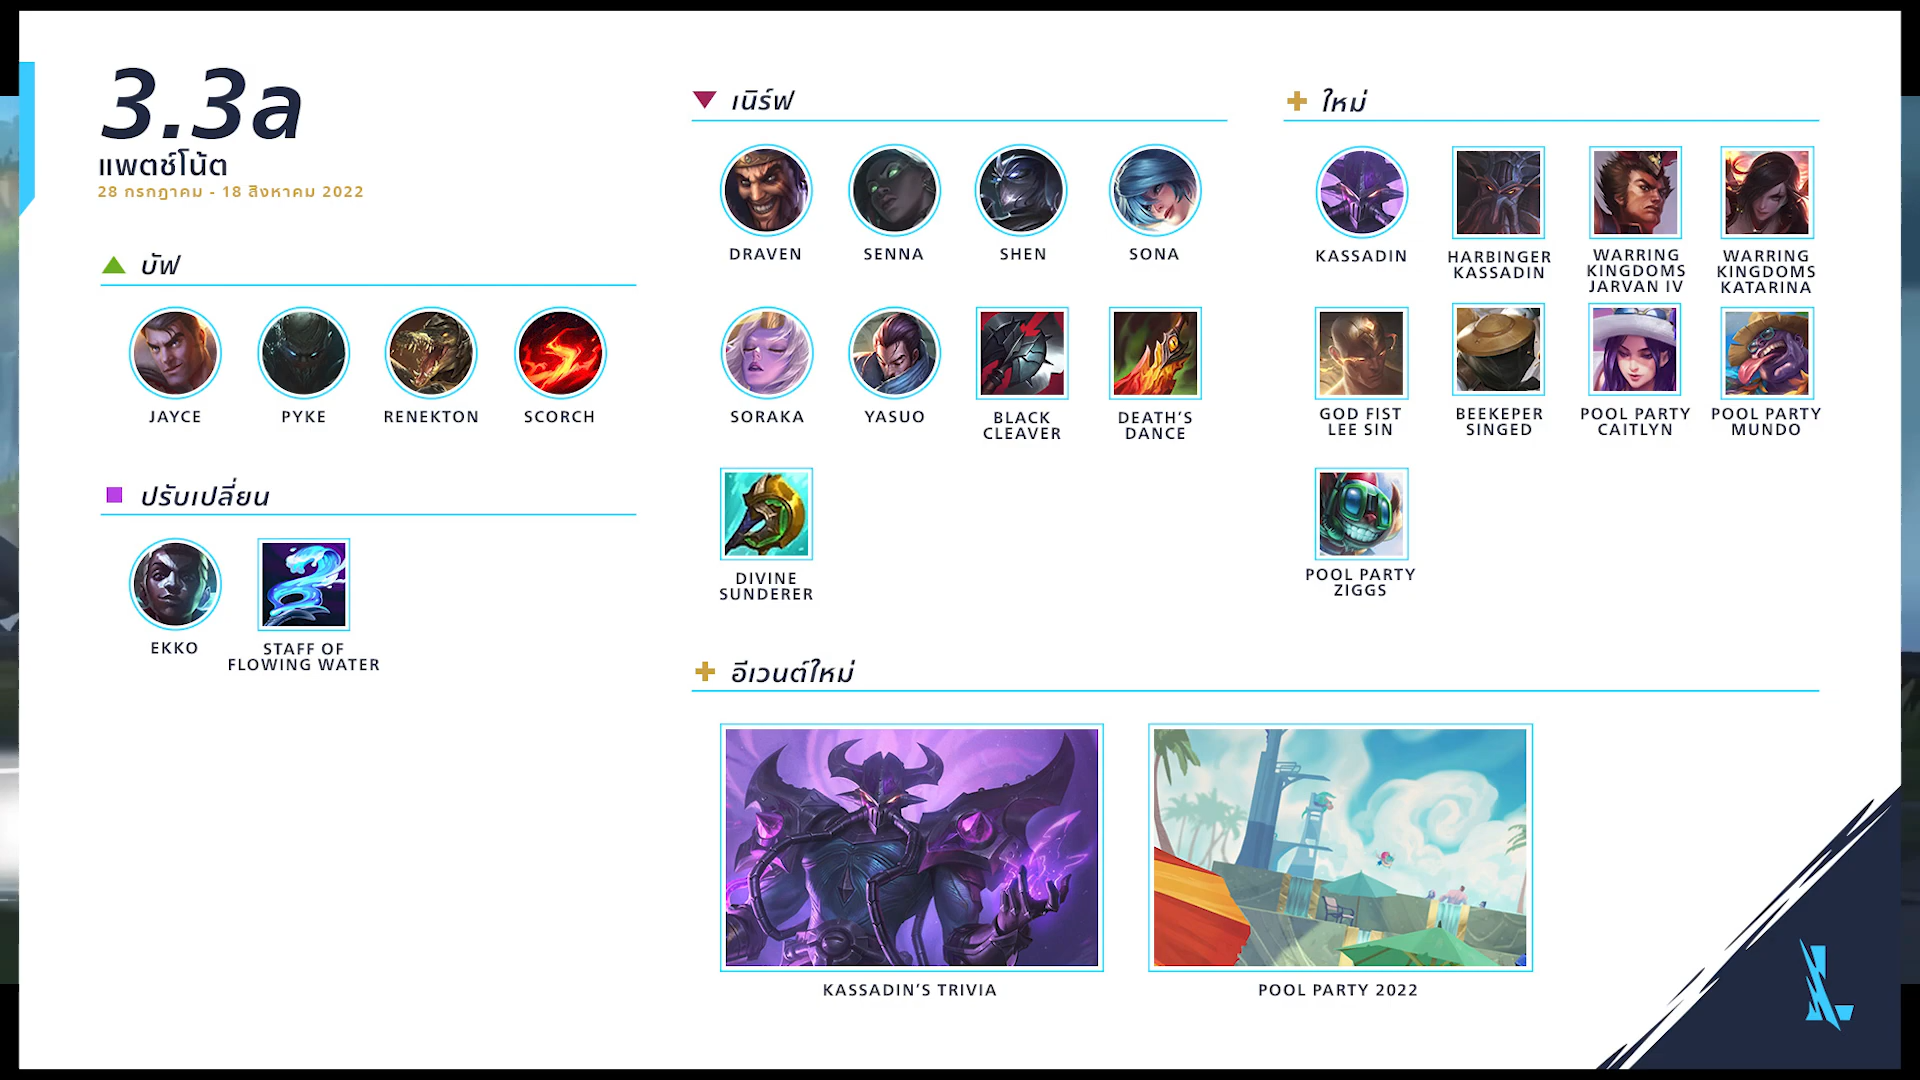 3.3a
แพตช์โน้ต
28 กรกฎาคม - 18 สิงหาคม 2022
บัฟ
JAYCE
PYKE
RENEKTON
SCORCH
ปรับเปลี่ยน
EKKO
STAFF OF
FLOWING WATER
เนิร์ฟ
DRAVEN
SENNA
SHEN
SONA
SORAKA
YASUO
BLACK
CLEAVER
DEATH'S
DANCE
DIVINE
SUNDERER
ใหม่
KASSADIN
HARBINGER
KASSADIN
WARRING
KINGDOMS
JARVAN IV
WARRING
KINGDOMS
KATARINA
GOD FIST
LEE SIN
BEEKEPER
SINGED
POOL PARTY
CAITLYN
POOL PARTY
MUNDO
POOL PARTY
ZIGGS
อีเวนต์ใหม่
KASSADIN'S TRIVIA
POOL PARTY 2022